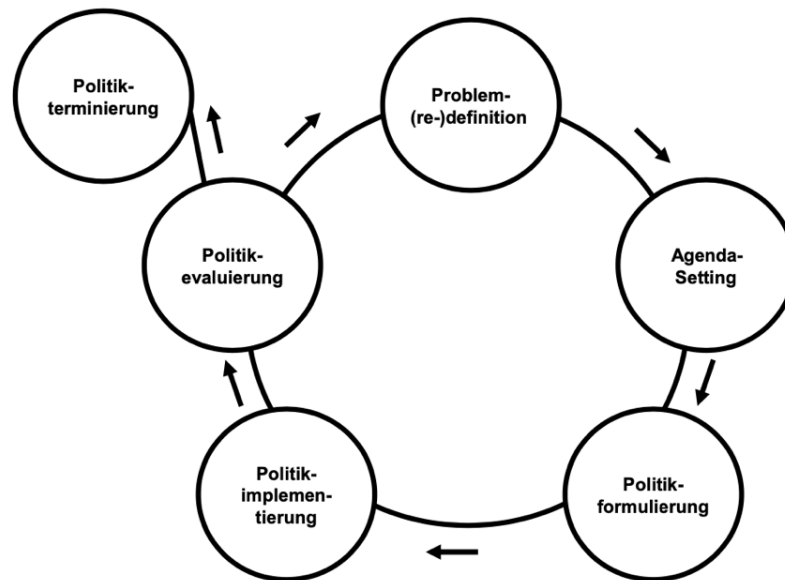 Politik-
terminierung
Problem-
(re-)definition
Agenda-
Setting
Politik-
formulierung
Politik-
implemen-
tierung
Politik-
evaluierung